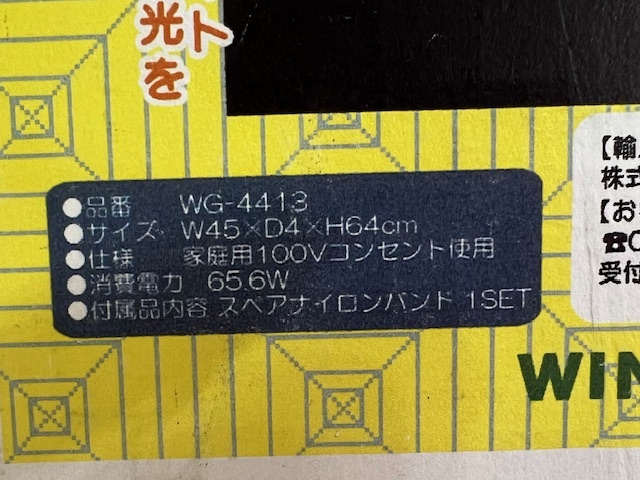 ト
光
を
●品番 WG-4413
●サイズ W45×D4×H64cm
●仕様 家庭用100Vコンセント使用
●消費電力 65.6W
●付属品内容 スペアナイロンバンド 1SET
【輸
株式
【お
☎0
受付
WIN